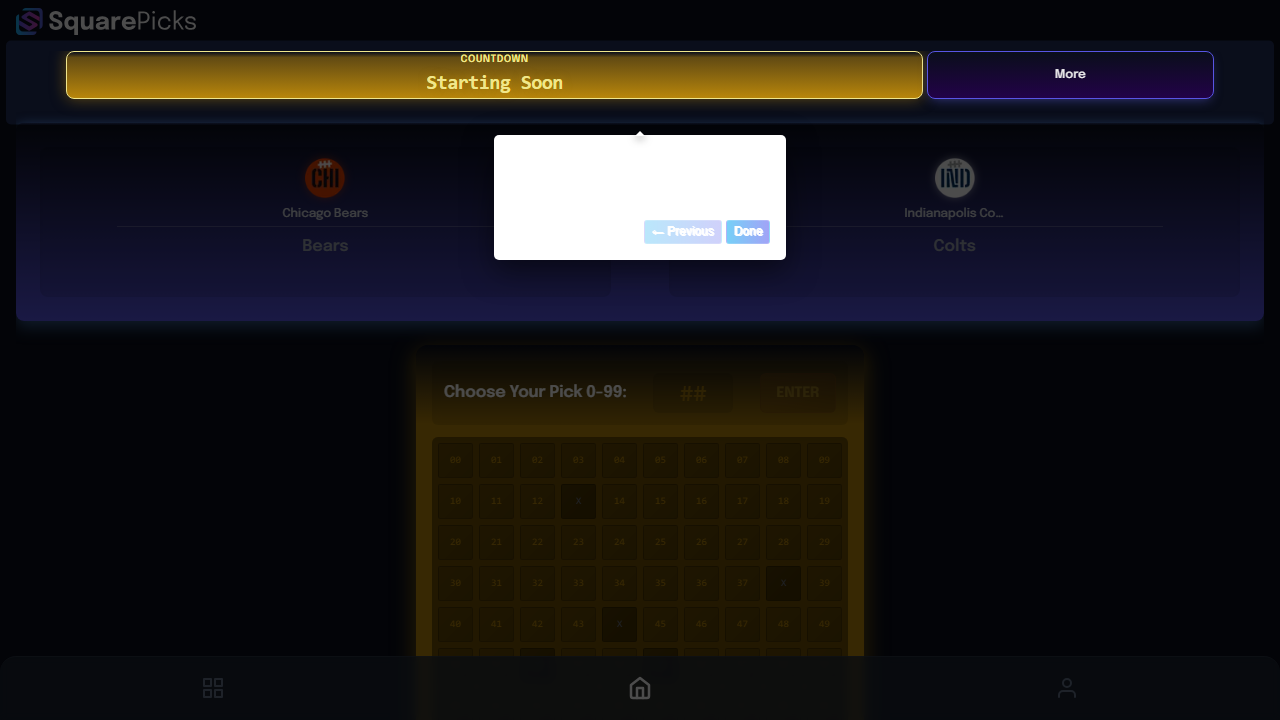 SquarePicks
COUNTDOWN
Starting Soon
More
CHI
Chicago Bears
Bears
IND
Indianapolis Co...
Colts
← Previous
Done
Choose Your Pick 0-99:
##
ENTER
00 01 02 03 04 05 06 07 08 09
10 11 12 X 14 15 16 17 18 19
20 21 22 23 24 25 26 27 28 29
30 31 32 33 34 35 36 37 X 39
40 41 42 43 X 45 46 47 48 49